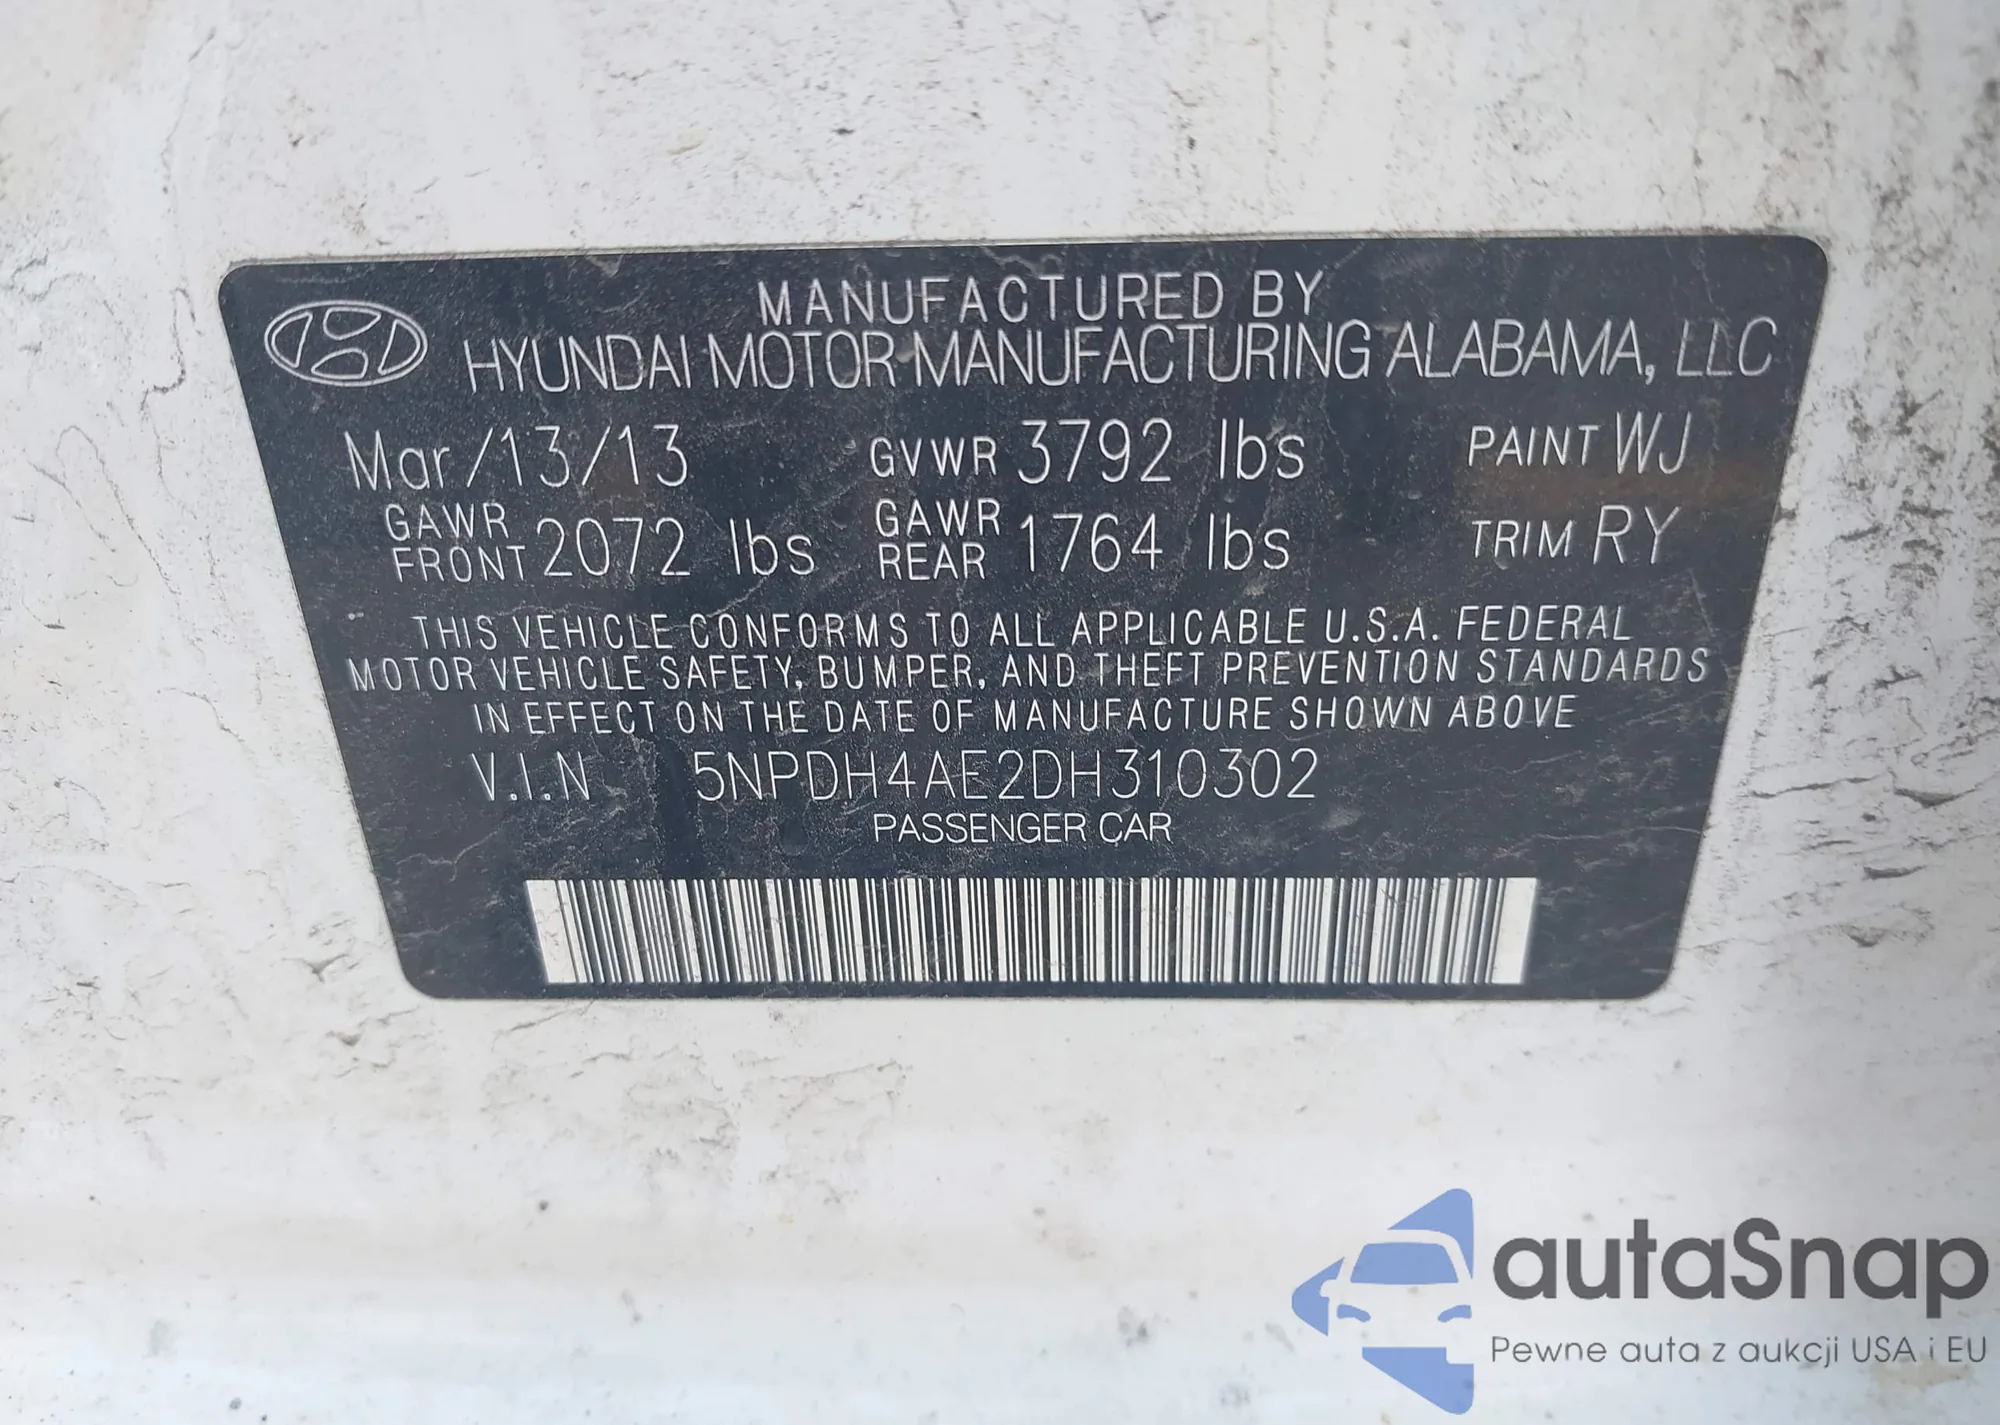 MANUFACTURED BY
HYUNDAI MOTOR MANUFACTURING ALABAMA, LLC
Mar/13/13 GVWR 3792 lbs PAINT WJ
GAWR FRONT 2072 lbs GAWR REAR 1764 lbs TRIM RY
THIS VEHICLE CONFORMS TO ALL APPLICABLE U.S.A. FEDERAL
MOTOR VEHICLE SAFETY, BUMPER, AND THEFT PREVENTION STANDARDS
IN EFFECT ON THE DATE OF MANUFACTURE SHOWN ABOVE
V.I.N 5NPDH4AE2DH310302
PASSENGER CAR
autaSnap
Pewne auta z aukcji USA i EU